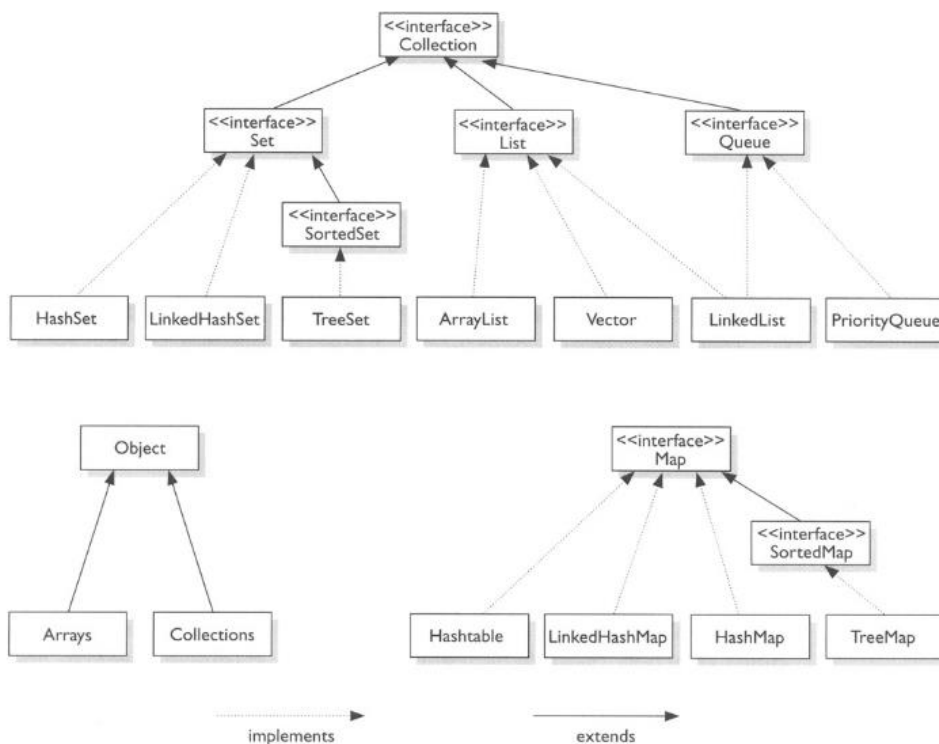 <<interface>>
Collection
<<interface>>
Set
<<interface>>
List
<<interface>>
Queue
<<interface>>
SortedSet
HashSet
LinkedHashSet
TreeSet
ArrayList
Vector
LinkedList
PriorityQueue
Object
<<interface>>
Map
<<interface>>
SortedMap
Arrays
Collections
Hashtable
LinkedHashMap
HashMap
TreeMap
implements
extends